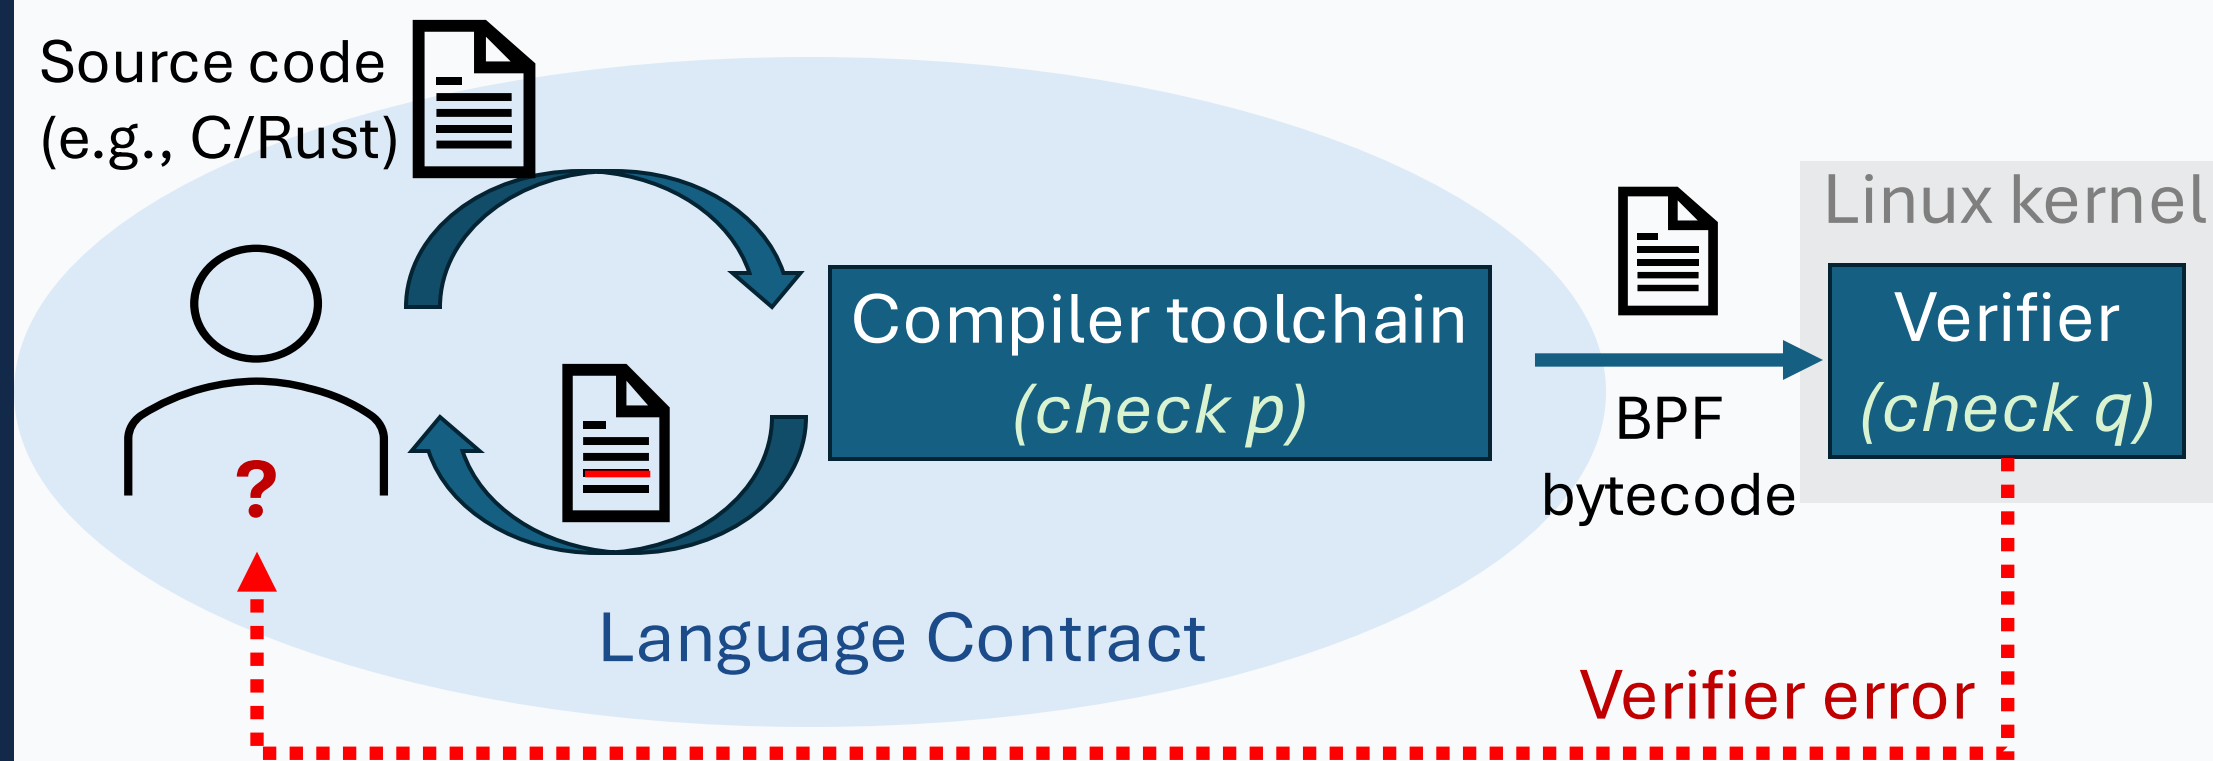 Source code
(e.g., C/Rust)
Linux kernel
Compiler toolchain
(check p)
Verifier
(check q)
BPF
bytecode
?
Language Contract
Verifier error